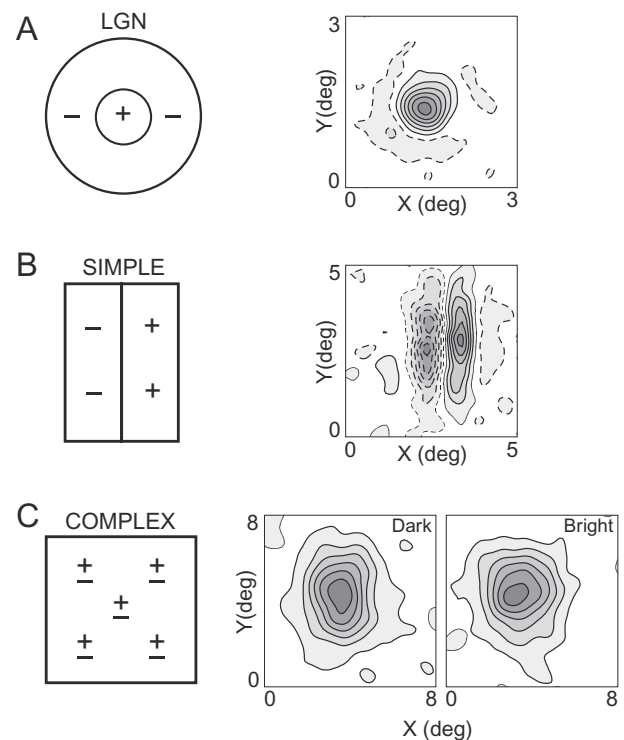 A
LGN
+
− −
3
Y(deg)
0
0 X (deg) 3
B
SIMPLE
− +
− +
5
Y(deg)
0
0 X (deg) 5
C
COMPLEX
+ +
− −
+
−
+ +
− −
8
Dark Bright
Y(deg)
0
0 8 0 8
X (deg)